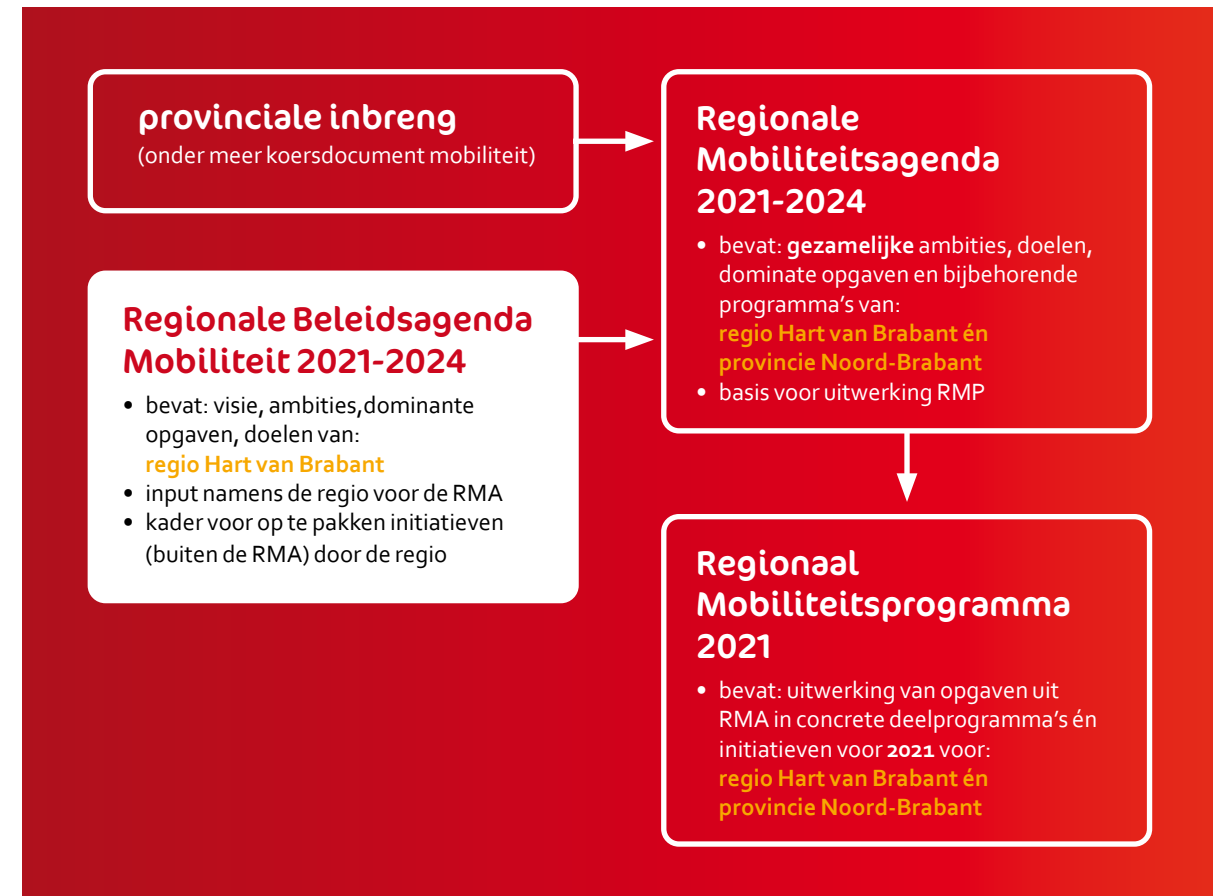 provinciale inbreng
(onder meer koersdocument mobiliteit)
Regionale Beleidsagenda
Mobiliteit 2021-2024
• bevat: visie, ambities,dominante
opgaven, doelen van:
regio Hart van Brabant
• input namens de regio voor de RMA
• kader voor op te pakken initiatieven
(buiten de RMA) door de regio
Regionale
Mobiliteitsagenda
2021-2024
• bevat: gezamelijke ambities, doelen,
dominate opgaven en bijbehorende
programma's van:
regio Hart van Brabant én
provincie Noord-Brabant
• basis voor uitwerking RMP
Regionaal
Mobiliteitsprogramma
2021
• bevat: uitwerking van opgaven uit
RMA in concrete deelprogramma's én
initiatieven voor 2021 voor:
regio Hart van Brabant én
provincie Noord-Brabant